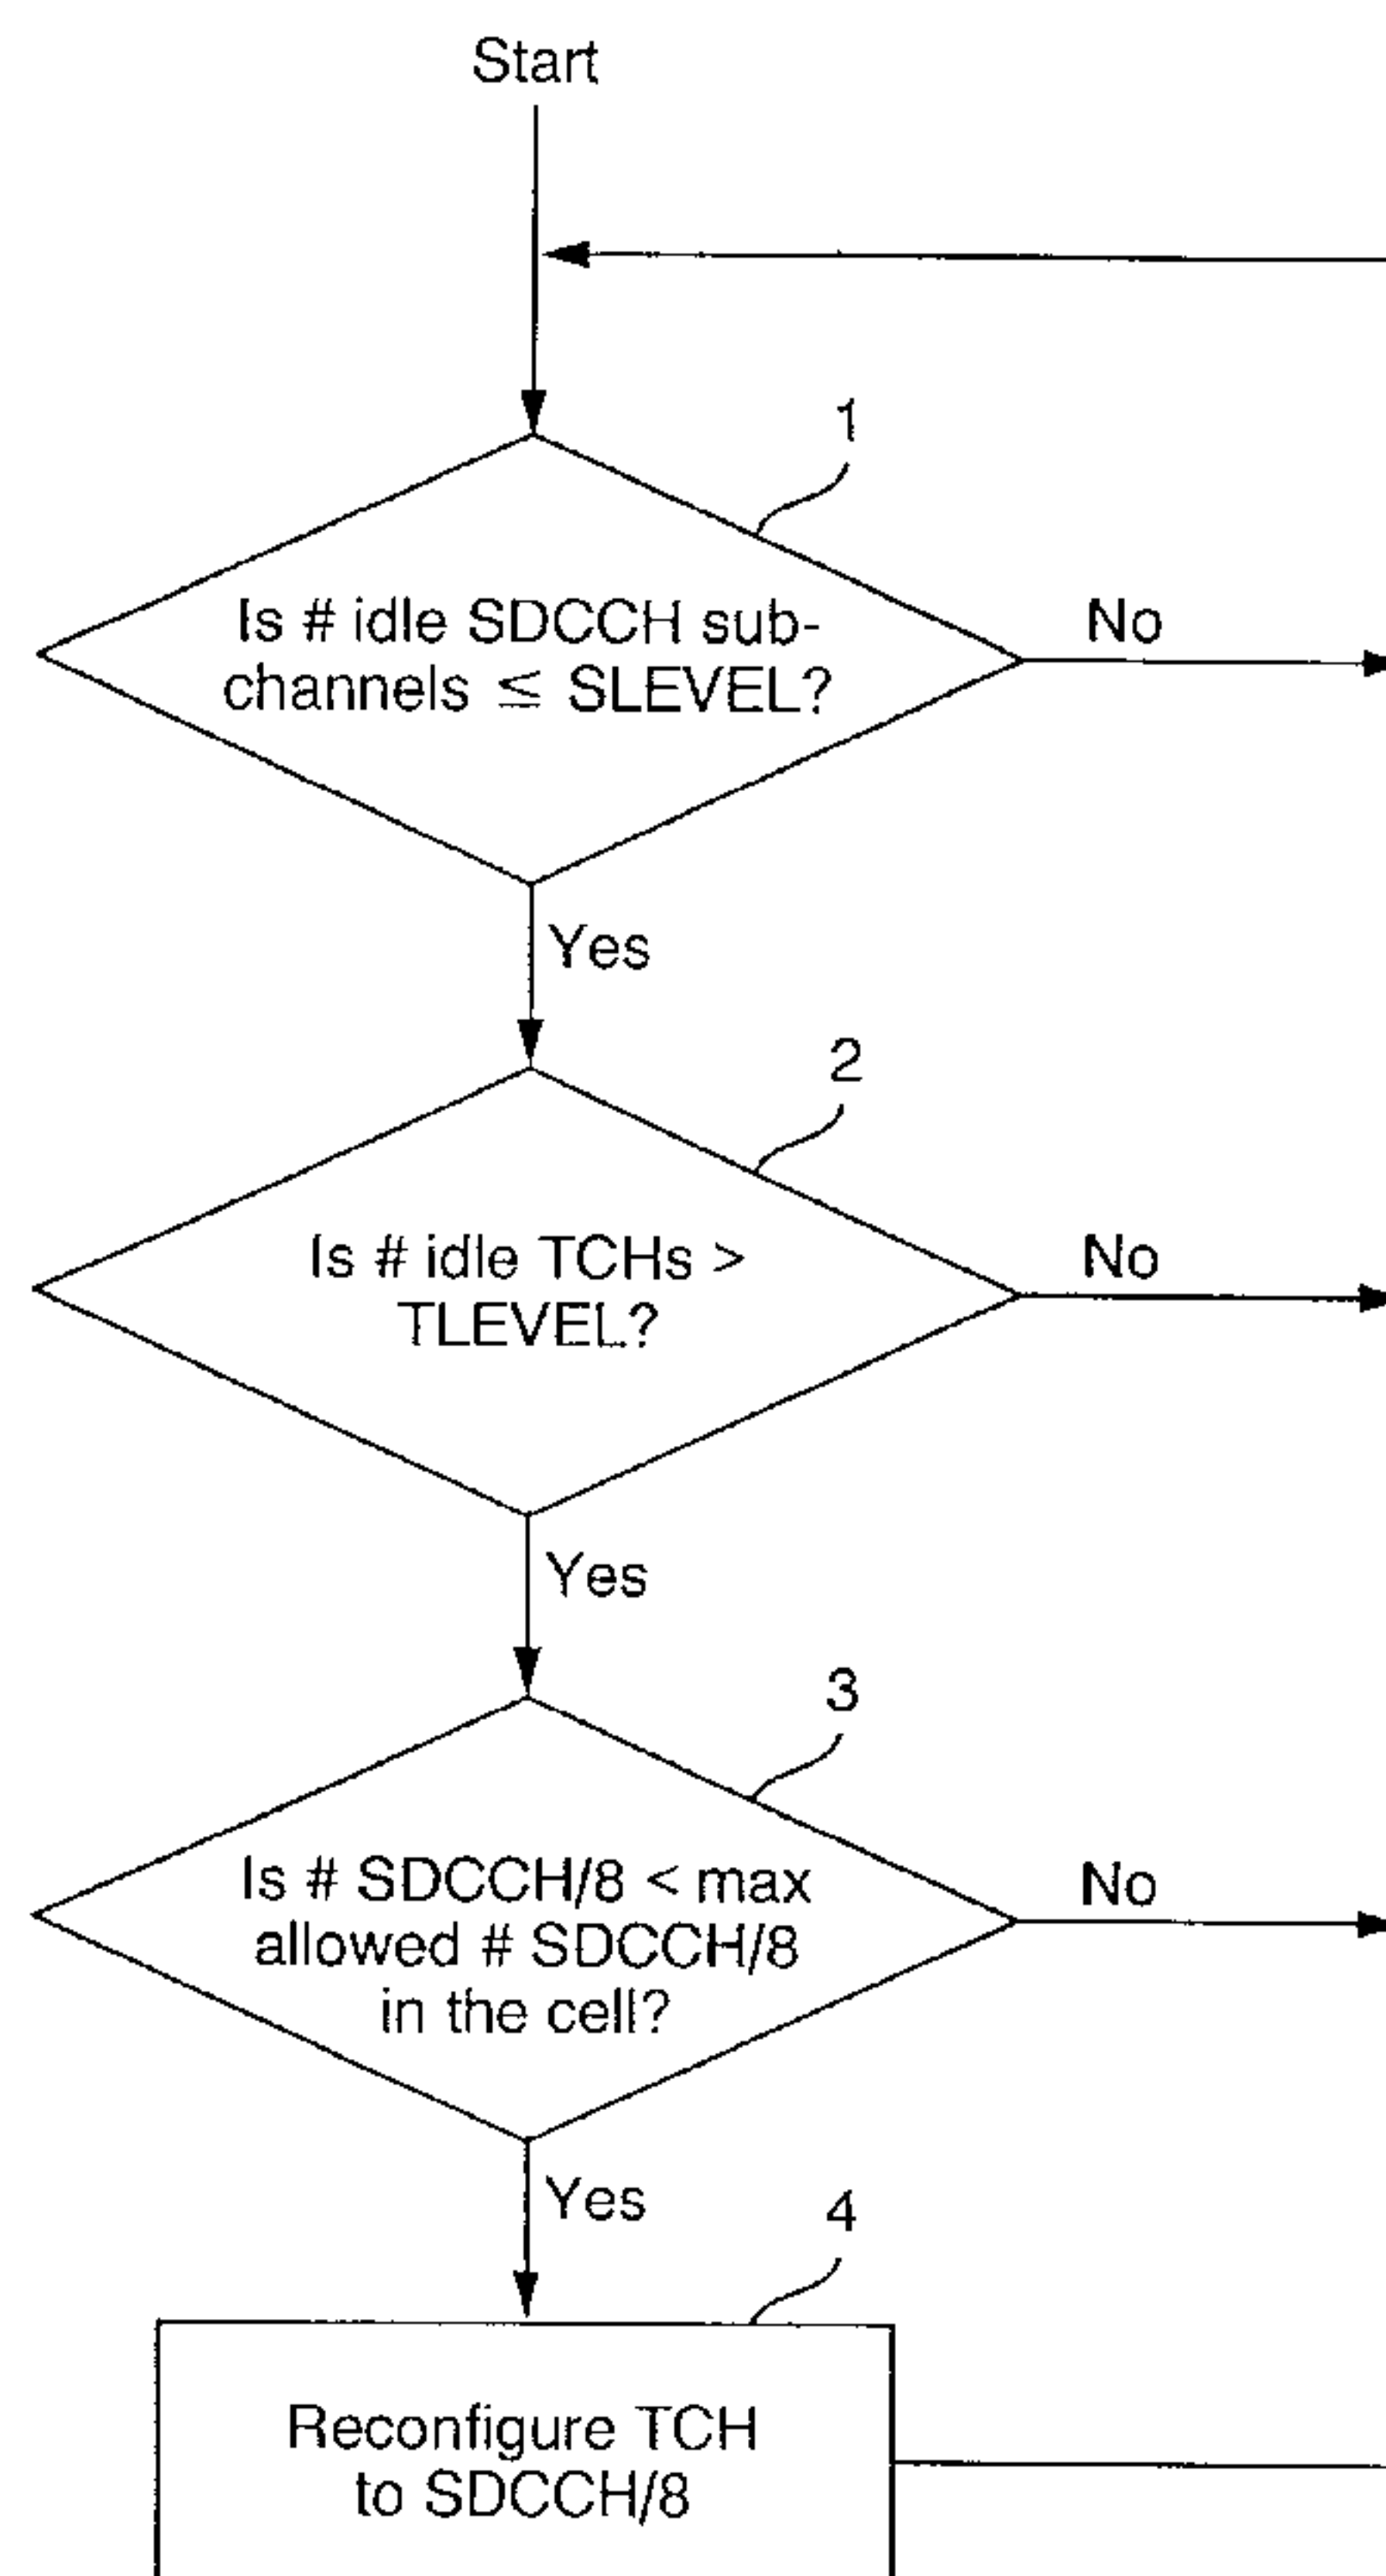 Start
1
Is # idle SDCCH sub-
channels ≦ SLEVEL?
No
Yes
2
Is # idle TCHs >
TLEVEL?
No
Yes
3
Is # SDCCH/8 < max
allowed # SDCCH/8
in the cell?
No
Yes
4
Reconfigure TCH
to SDCCH/8